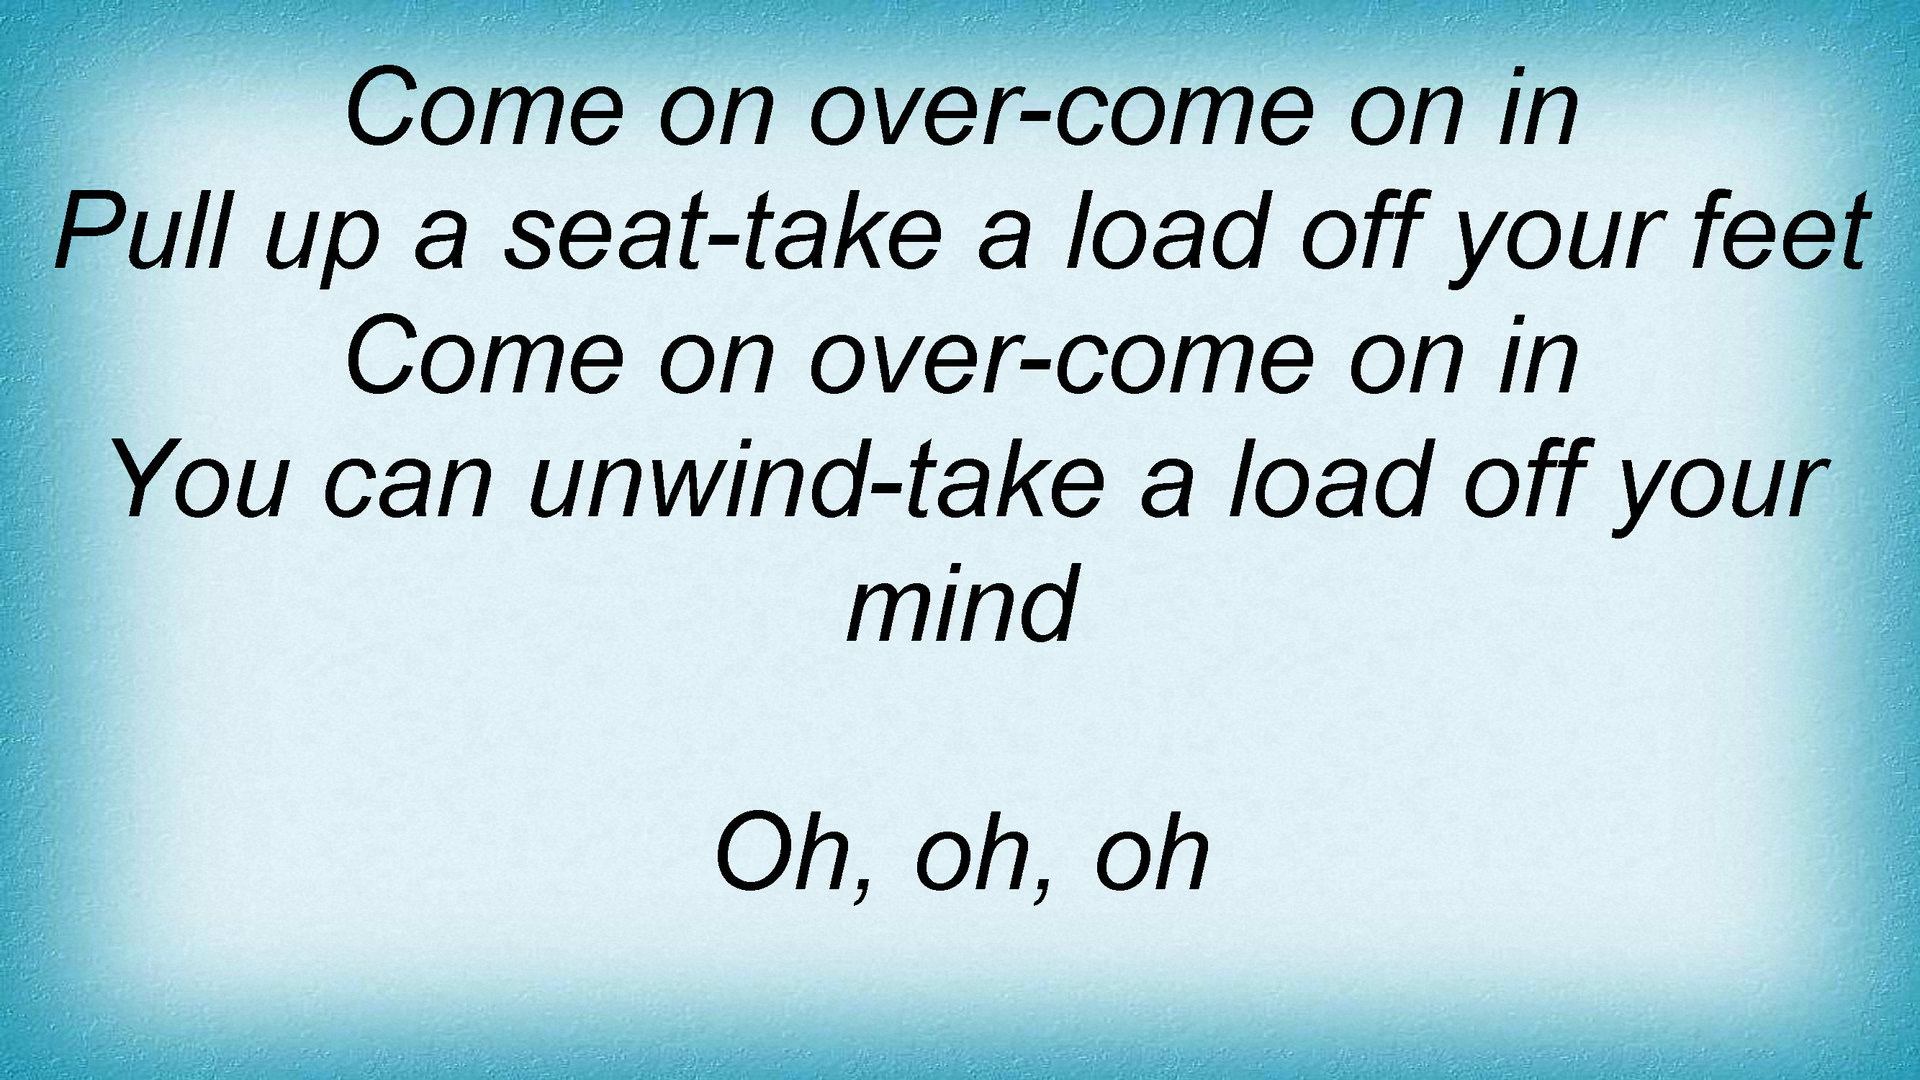 Come on over-come on in
Pull up a seat-take a load off your feet
Come on over-come on in
You can unwind-take a load off your
mind
Oh, oh, oh